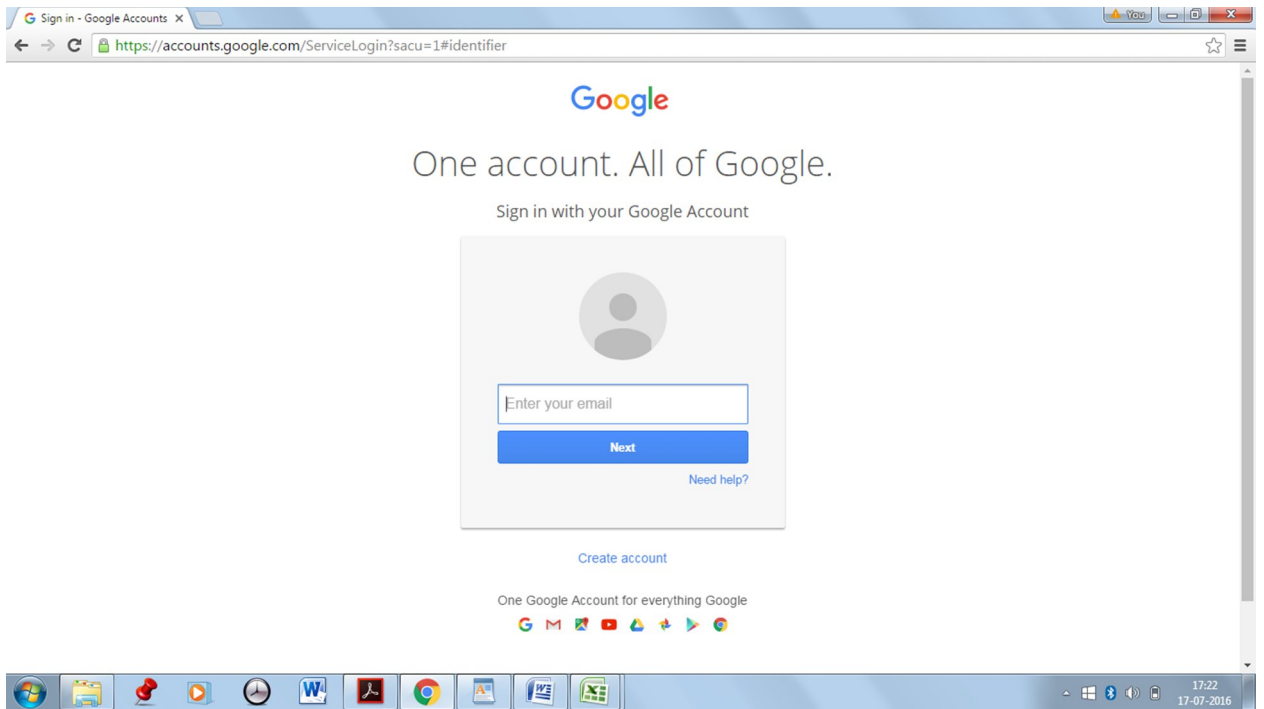 Sign in - Google Accounts
You
https://accounts.google.com/ServiceLogin?sacu=1#identifier
Google
One account. All of Google.
Sign in with your Google Account
Enter your email
Next
Need help?
Create account
One Google Account for everything Google
17:22
17-07-2016